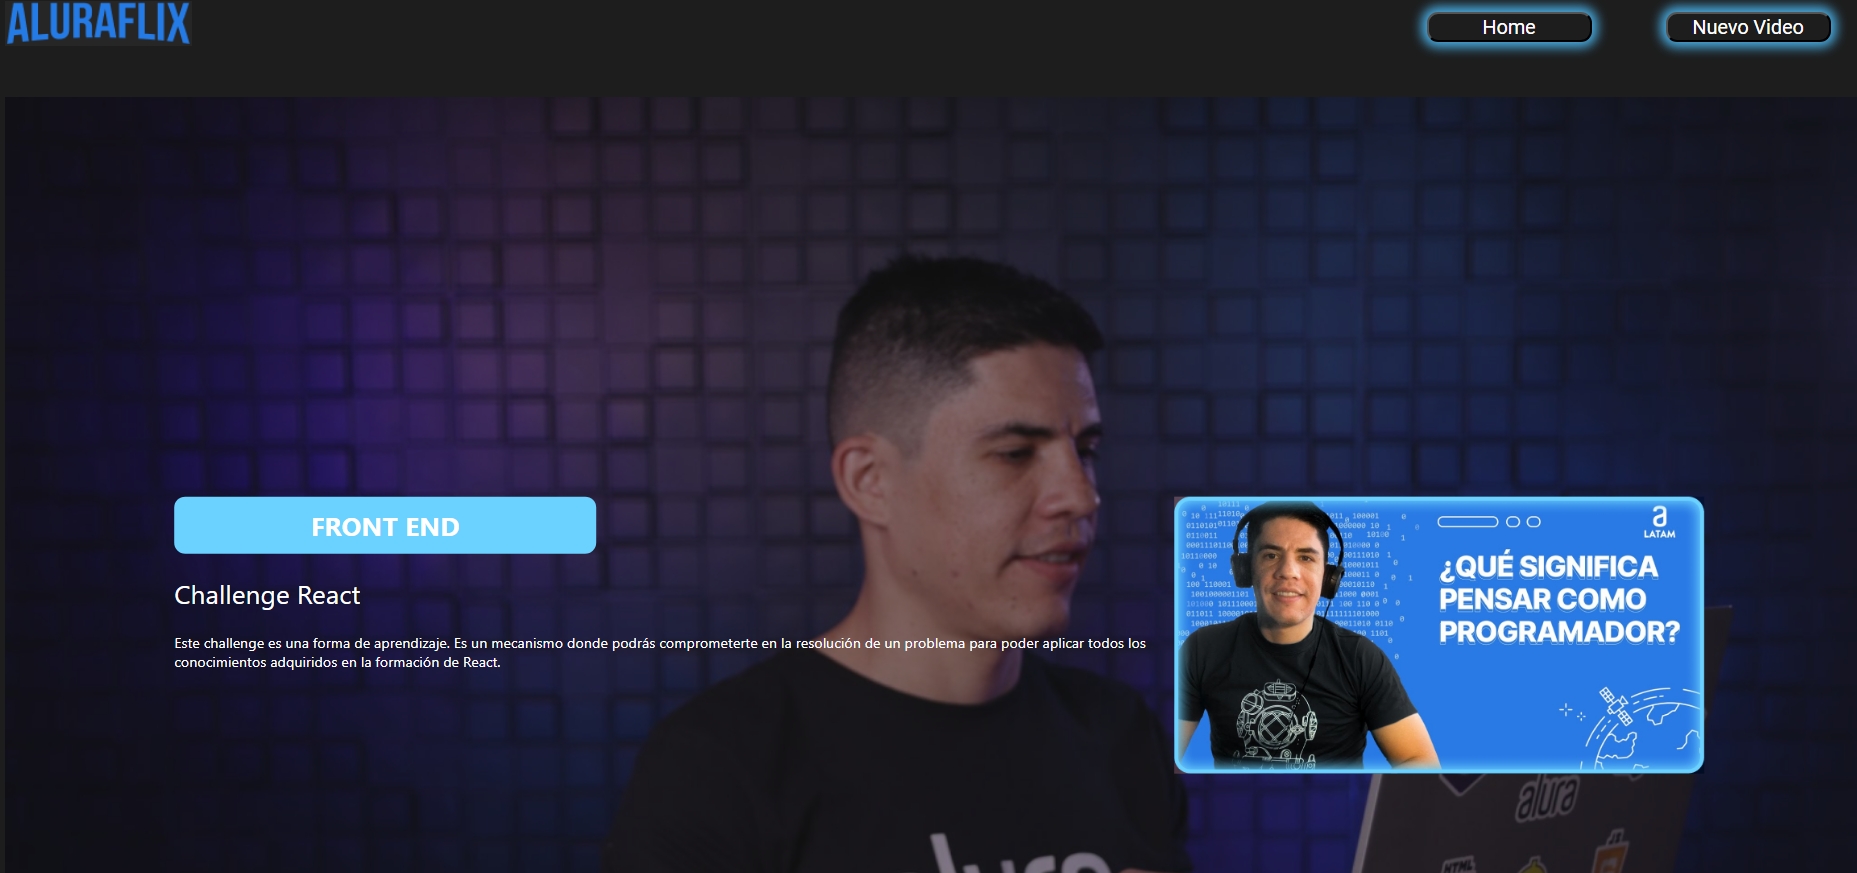 ALURAFLIX
Home
Nuevo Video
FRONT END
Challenge React
Este challenge es una forma de aprendizaje. Es un mecanismo donde podrás comprometerte en la resolución de un problema para poder aplicar todos los
conocimientos adquiridos en la formación de React.
a
LATAM
¿QUÉ SIGNIFICA
PENSAR COMO
PROGRAMADOR?
alura
HTML
JS